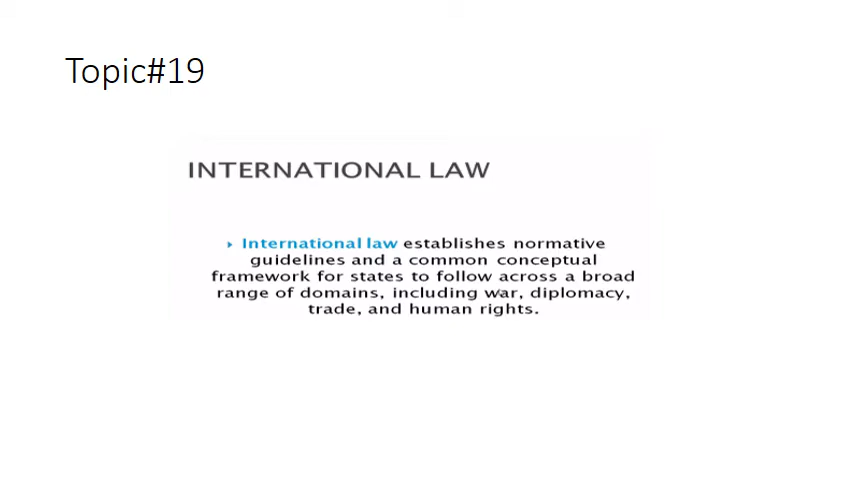 Topic#19
INTERNATIONAL LAW
‣ International law establishes normative
guidelines and a common conceptual
framework for states to follow across a broad
range of domains, including war, diplomacy,
trade, and human rights.